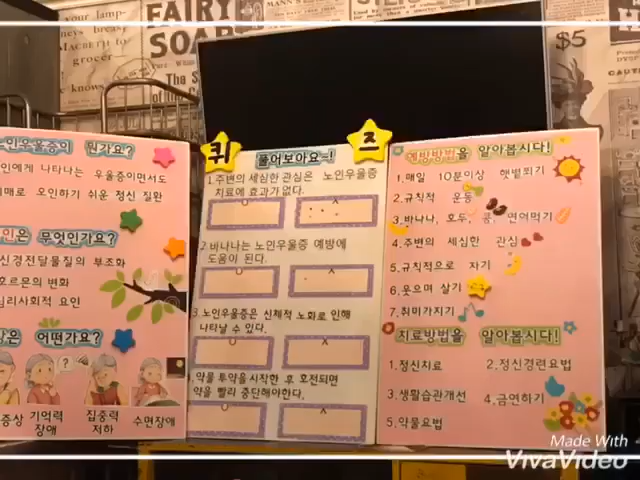 your lamp-
FAIRY
SOAP
MACBETH
grocer
knows
The S
$5
인우울증이 뭔가요?
인에게 나타나는 우울증이면서도
매로 오인하기 쉬운 정신 질환
인은 무엇인가요?
신경전달물질의 부조화
호르몬의 변화
심리사회적 요인
은 어떤가요?
?
증상
기억력
장애
집중력
저하
수면장애
퀴
즈
풀어보아요~!
1.주변의 세심한 관심은 노인우울증
치료에 효과가 없다.
O
X
2.바나나는 노인우울증 예방에
도움이 된다.
O
X
3.노인우울증은 신체적 노화로 인해
나타날 수 있다.
O
X
4.약물 투약을 시작한 후 호전되면
약을 빨리 중단해야한다.
O
X
예방방법을 알아봅시다!
1.매일 10분이상 햇볕쬐기
2.규칙적 운동
3.바나나, 호두, 콩, 연어먹기
4.주변의 세심한 관심
5.규칙적으로 자기
6.웃으며 살기
7.취미가지기
치료방법을 알아봅시다!
1.정신치료
2.정신경련요법
3.생활습관개선
4.금연하기
5.약물요법
Made With
VivaVideo